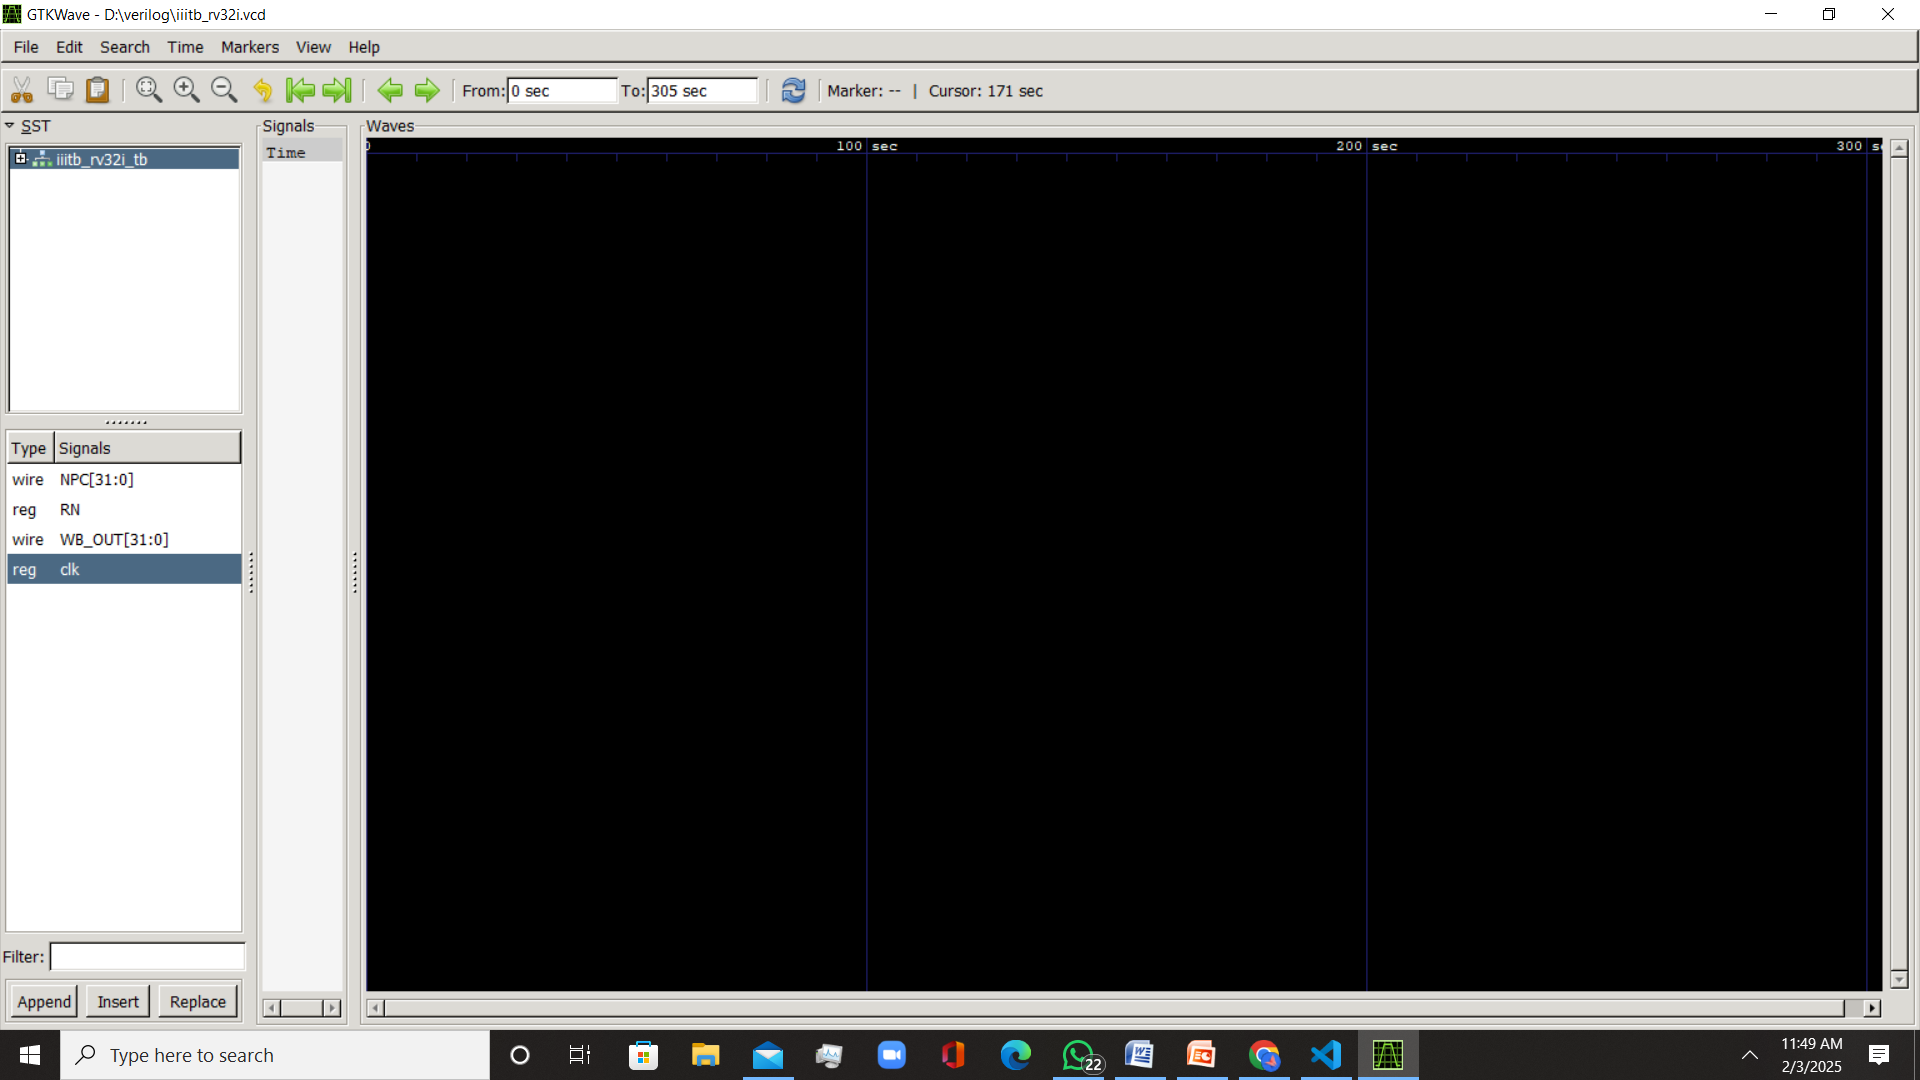 GTKWave - D:\verilog\iiitb_rv32i.vcd
File Edit Search Time Markers View Help
From: 0 sec To: 305 sec Marker: -- | Cursor: 171 sec
SST
iiitb_rv32i_tb
Type Signals
wire NPC[31:0]
reg RN
wire WB_OUT[31:0]
reg clk
Filter:
Append Insert Replace
Signals
Time
Waves
0 100 sec 200 sec 300 se
Type here to search
22
11:49 AM
2/3/2025